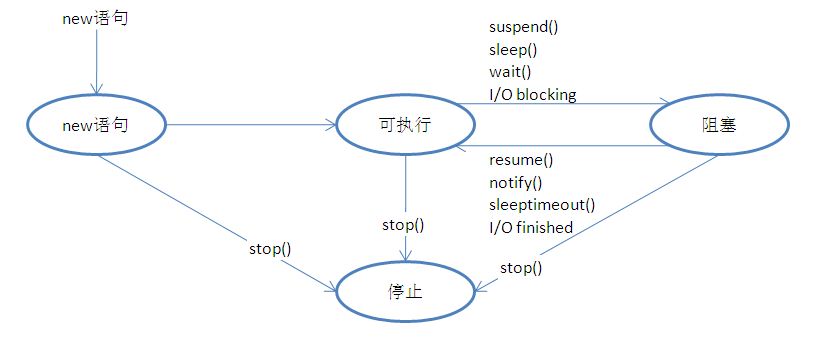 new语句
suspend()
sleep()
wait()
I/O blocking
new语句
可执行
阻塞
resume()
notify()
sleeptimeout()
I/O finished
stop()
stop()
stop()
停止